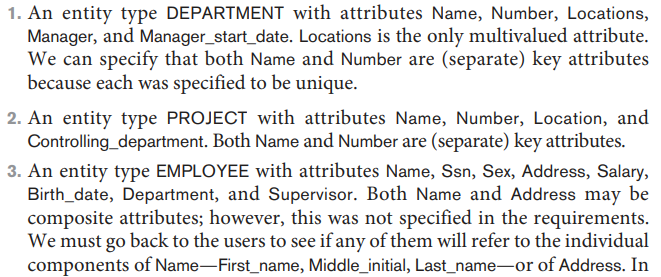 1. An entity type DEPARTMENT with attributes Name, Number, Locations,
Manager, and Manager_start_date. Locations is the only multivalued attribute.
We can specify that both Name and Number are (separate) key attributes
because each was specified to be unique.
2. An entity type PROJECT with attributes Name, Number, Location, and
Controlling_department. Both Name and Number are (separate) key attributes.
3. An entity type EMPLOYEE with attributes Name, Ssn, Sex, Address, Salary,
Birth_date, Department, and Supervisor. Both Name and Address may be
composite attributes; however, this was not specified in the requirements.
We must go back to the users to see if any of them will refer to the individual
components of Name—First_name, Middle_initial, Last_name—or of Address. In